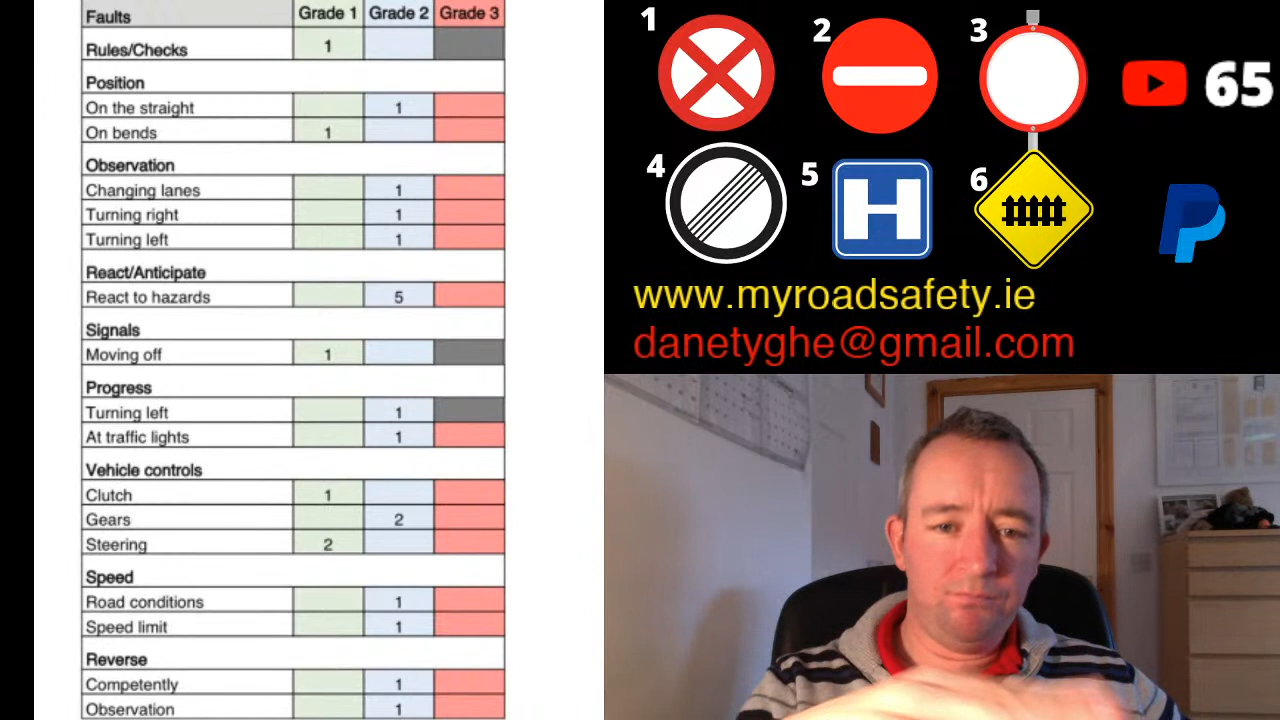 Faults Grade 1 Grade 2 Grade 3
Rules/Checks 1
Position
On the straight 1
On bends 1
Observation
Changing lanes 1
Turning right 1
Turning left 1
React/Anticipate
React to hazards 5
Signals
Moving off 1
Progress
Turning left 1
At traffic lights 1
Vehicle controls
Clutch 1
Gears 2
Steering 2
Speed
Road conditions 1
Speed limit 1
Reverse
Competently 1
Observation 1
1 2 3
65
4 5 H 6
www.myroadsafety.ie
danetyghe@gmail.com